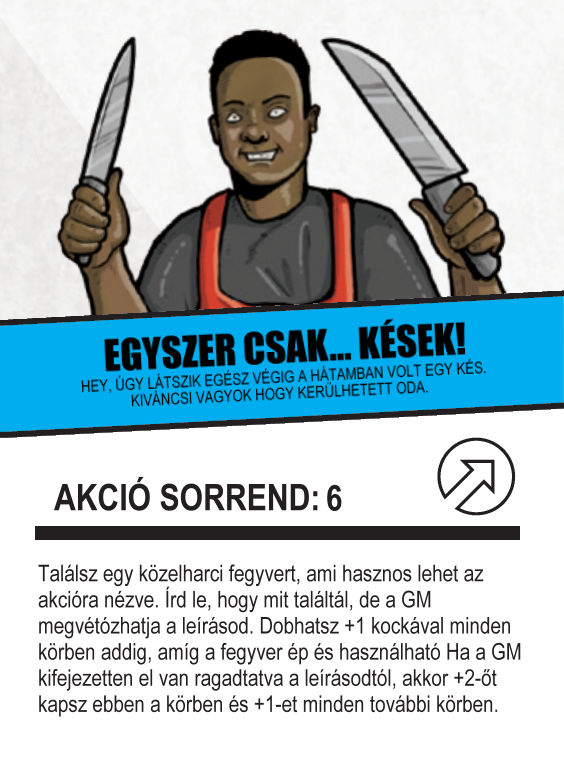 EGYSZER CSAK... KÉSEK!
HEY, ÚGY LÁTSZIK EGÉSZ VÉGIG A HÁTAMBAN VOLT EGY KÉS.
KIVÁNCSI VAGYOK HOGY KERÜLHETETT ODA.
AKCIÓ SORREND: 6
Találsz egy közelharci fegyvert, ami hasznos lehet az
akcióra nézve. Írd le, hogy mit találtál, de a GM
megvétózhatja a leírásod. Dobhatsz +1 kockával minden
körben addig, amíg a fegyver ép és használható Ha a GM
kifejezetten el van ragadtatva a leírásodtól, akkor +2-őt
kapsz ebben a körben és +1-et minden további körben.